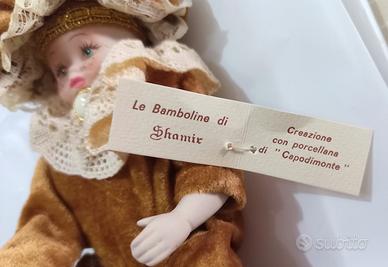 Le Bamboline di
Shamir
Creazione
con porcellana
di "Capodimonte"
subito